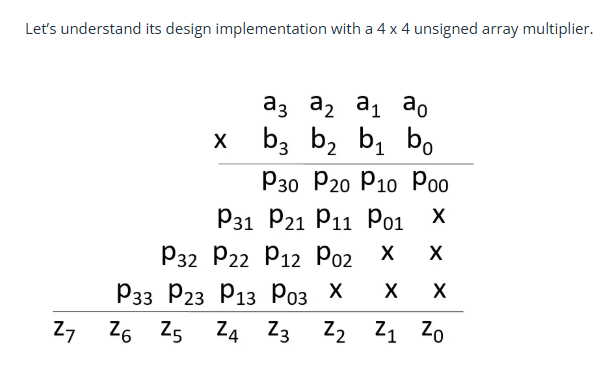 Let's understand its design implementation with a 4 x 4 unsigned array multiplier.
a₃ a₂ a₁ a₀
x b₃ b₂ b₁ b₀
p₃₀ p₂₀ p₁₀ p₀₀
p₃₁ p₂₁ p₁₁ p₀₁ x
p₃₂ p₂₂ p₁₂ p₀₂ x x
p₃₃ p₂₃ p₁₃ p₀₃ x x x
z₇ z₆ z₅ z₄ z₃ z₂ z₁ z₀